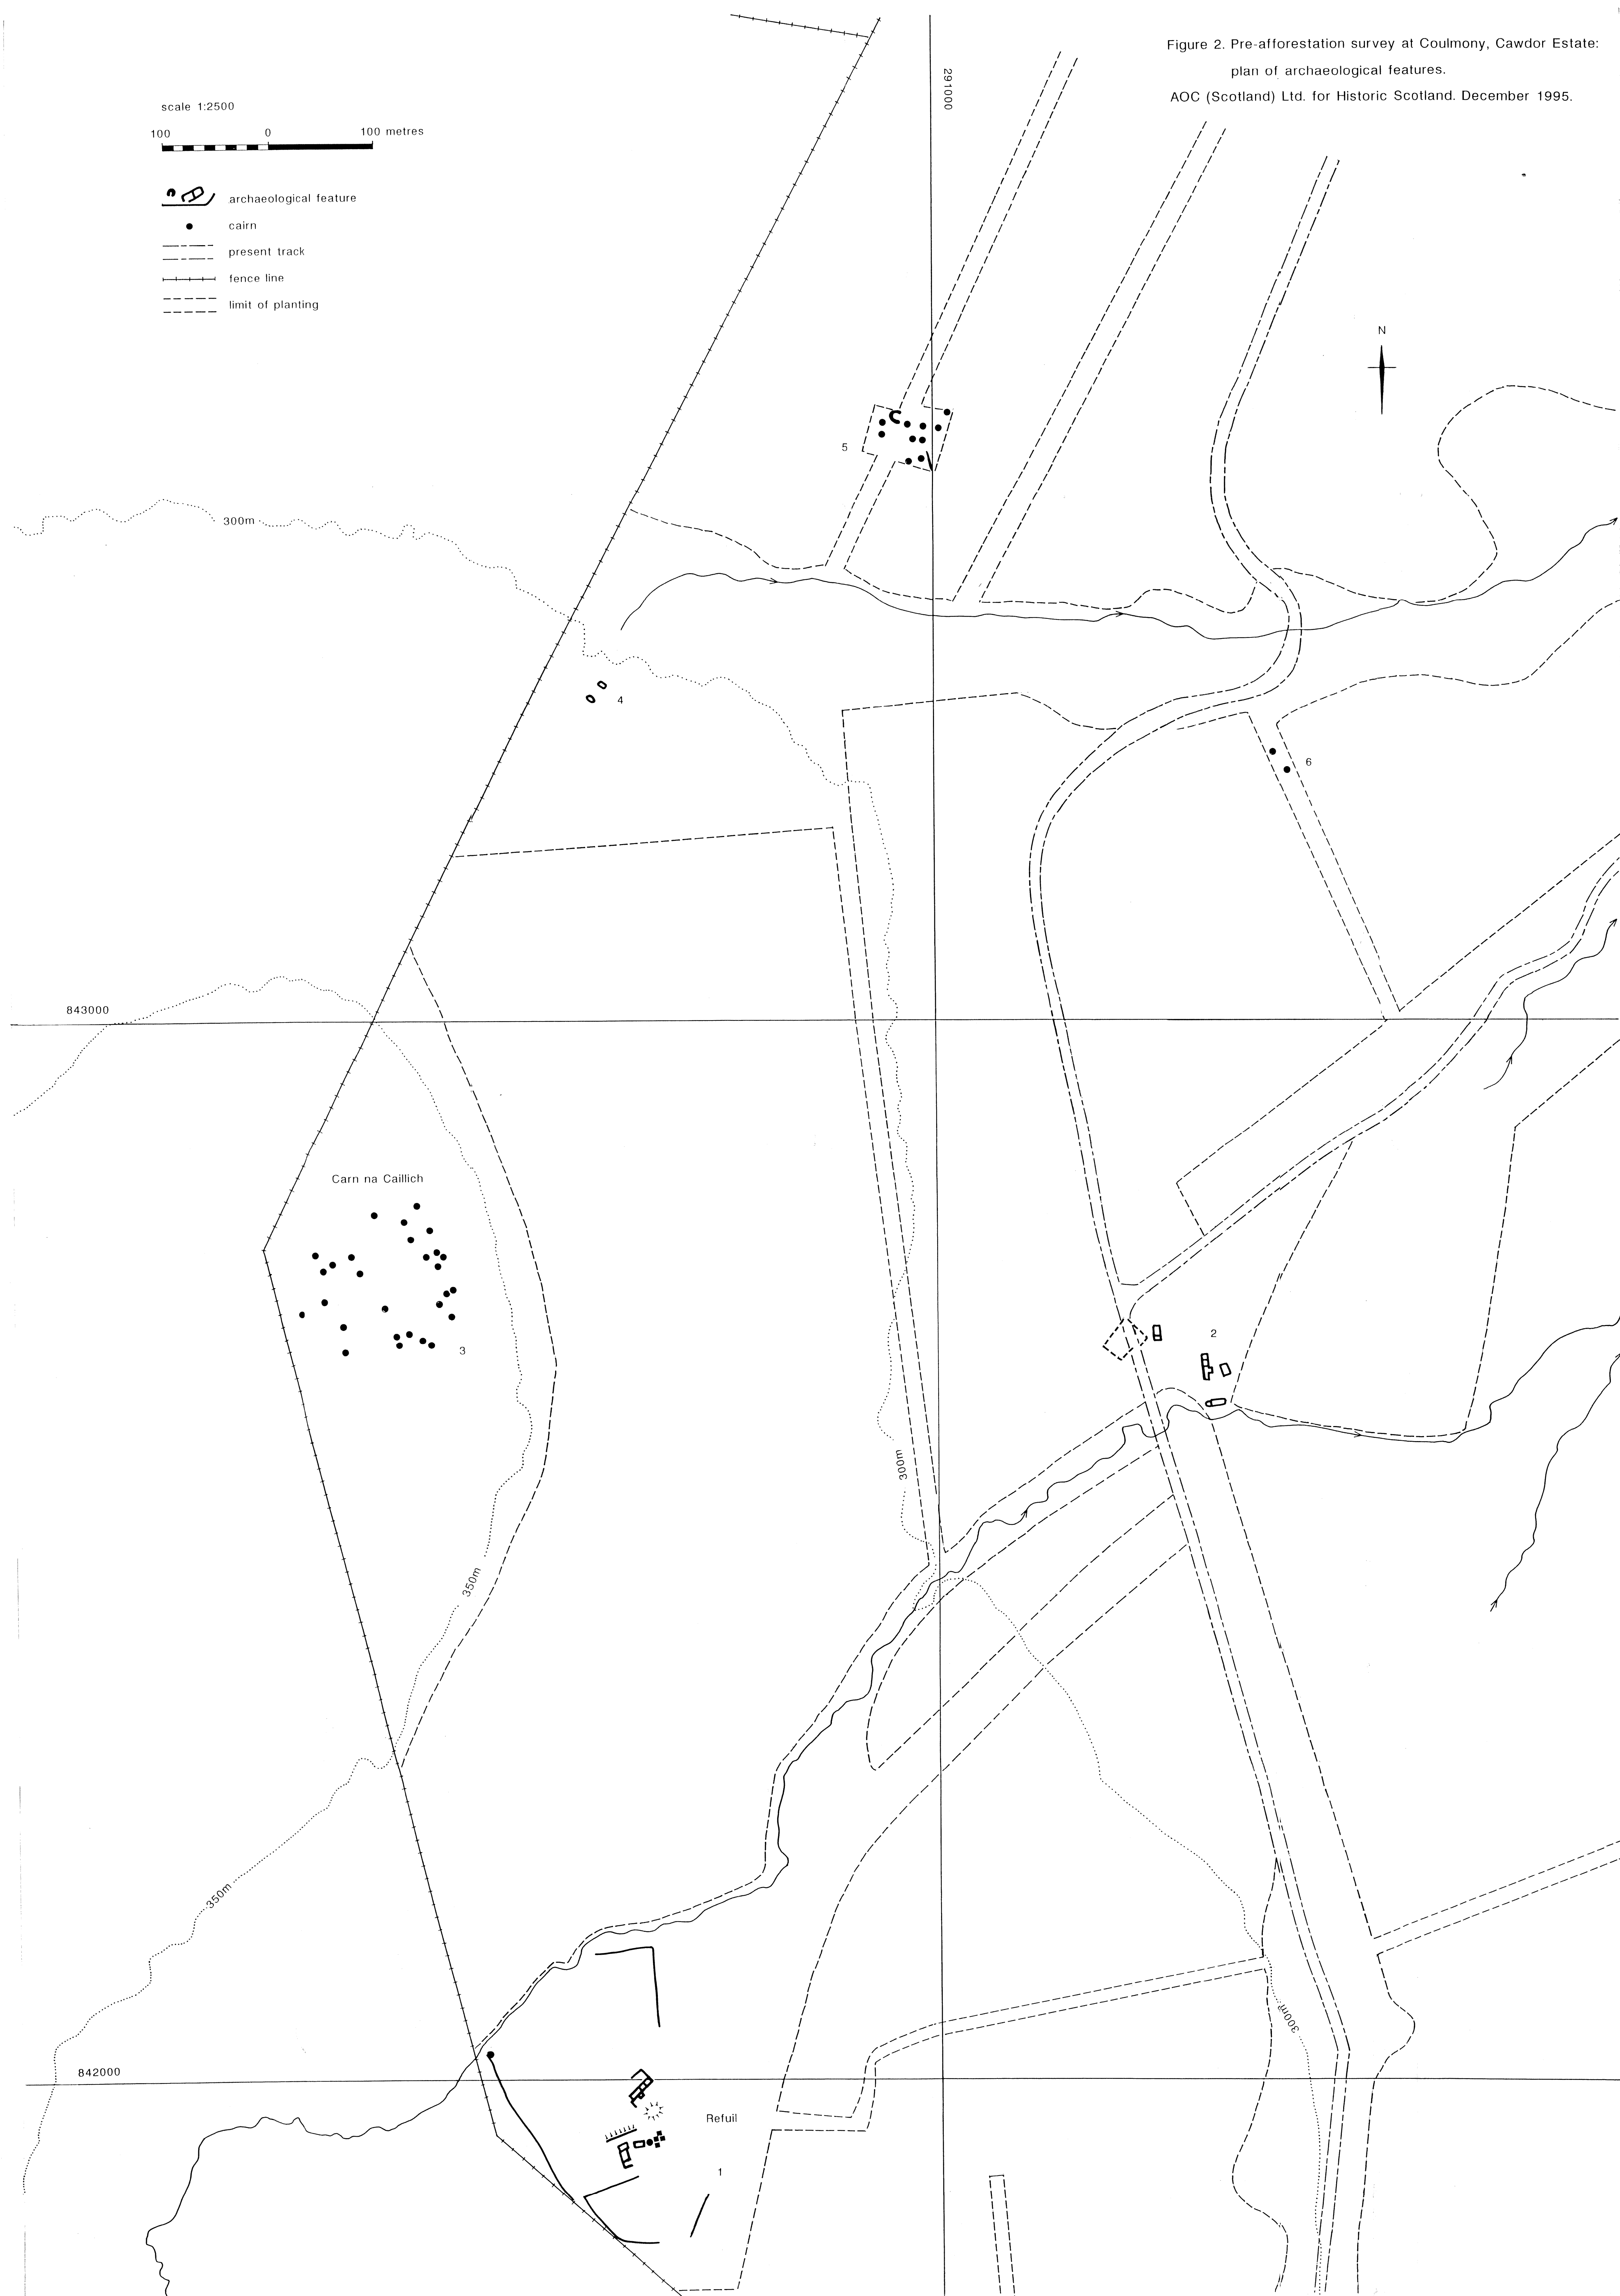 Figure 2. Pre-afforestation survey at Coulmony, Cawdor Estate:
plan of archaeological features.
AOC (Scotland) Ltd. for Historic Scotland. December 1995.
291000
scale 1:2500
100 0 100 metres
archaeological feature
cairn
present track
fence line
limit of planting
N
5
300m
4
6
843000
Carn na Caillich
3
2
300m
350m
350m
300m
842000
Refuil
1